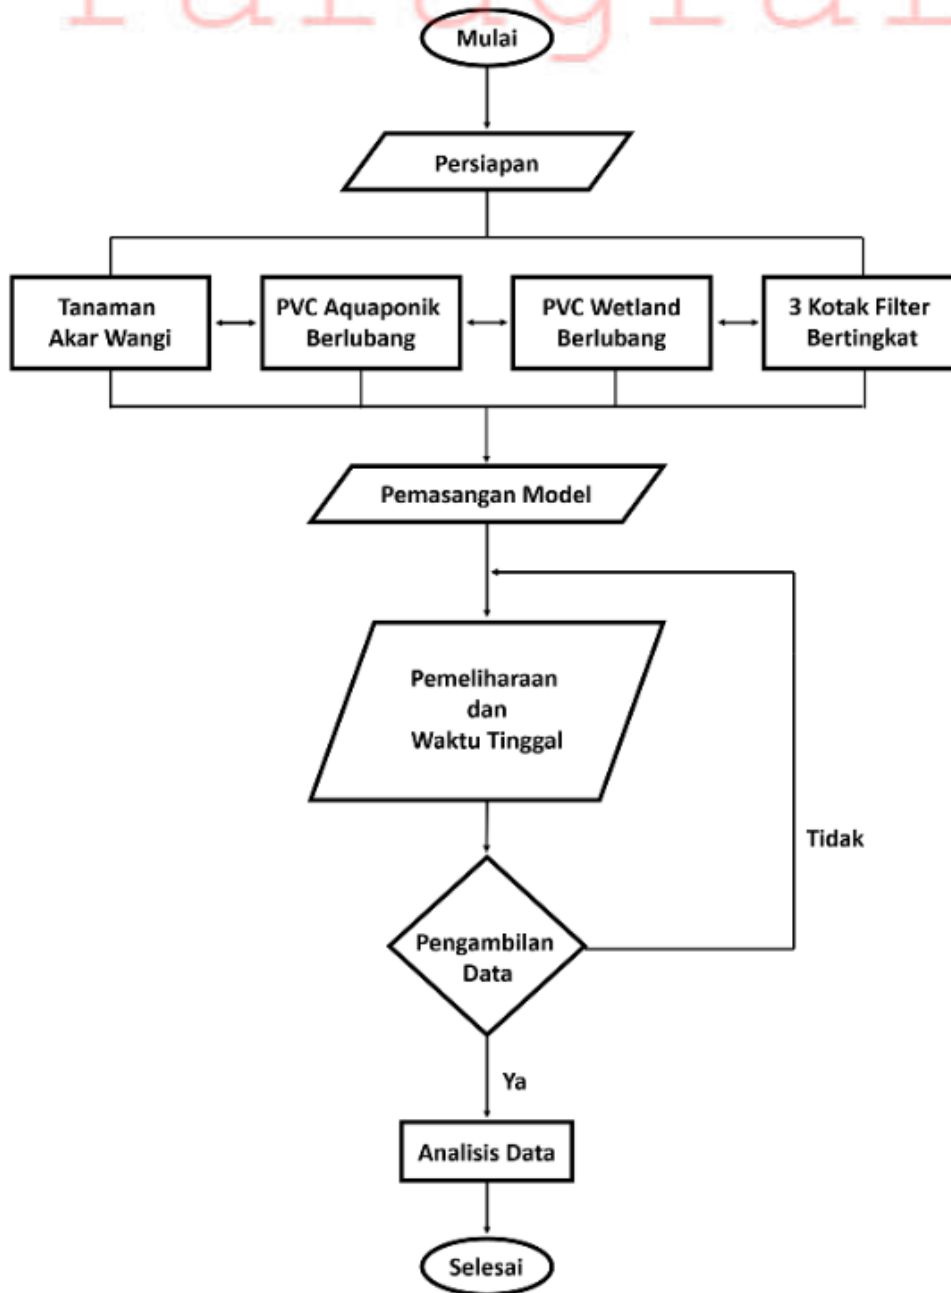 Mulai
Persiapan
Tanaman
Akar Wangi
PVC Aquaponik
Berlubang
PVC Wetland
Berlubang
3 Kotak Filter
Bertingkat
Pemasangan Model
Pemeliharaan
dan
Waktu Tinggal
Tidak
Pengambilan
Data
Ya
Analisis Data
Selesai